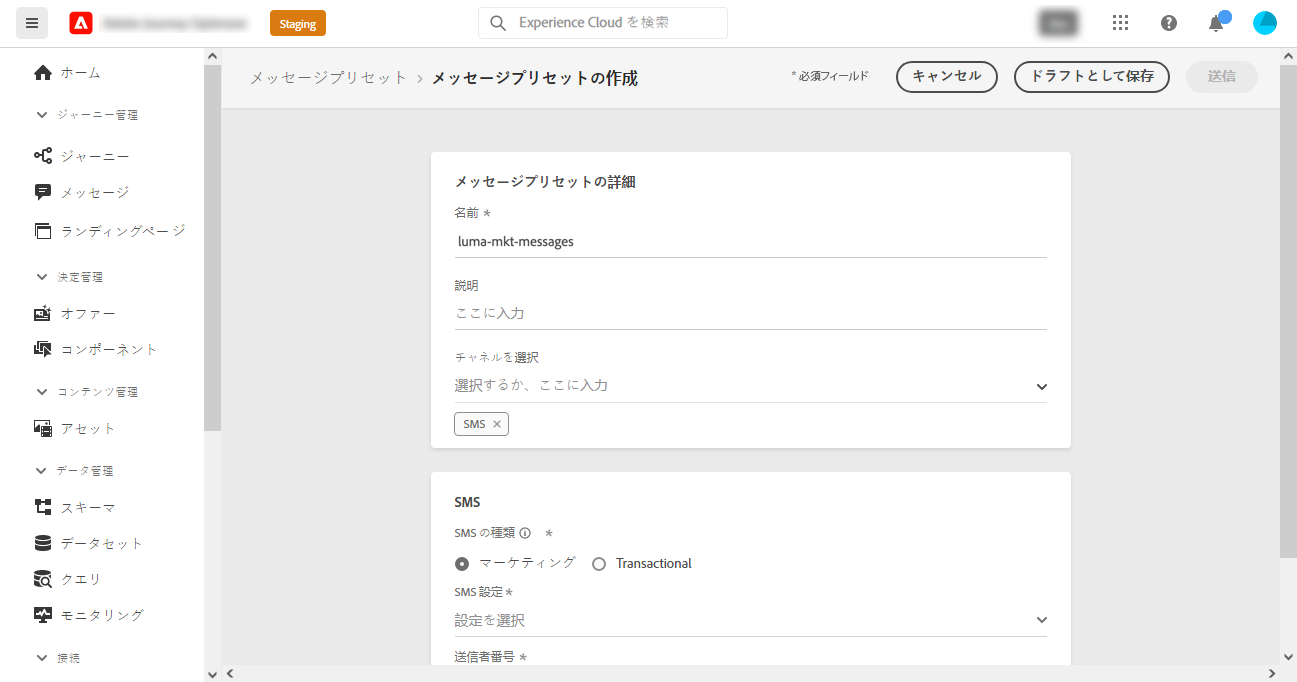 Staging
Experience Cloud を検索
ホーム
ジャーニー管理
ジャーニー
メッセージ
ランディングページ
決定管理
オファー
コンポーネント
コンテンツ管理
アセット
データ管理
スキーマ
データセット
クエリ
モニタリング
接続
メッセージプリセット › メッセージプリセットの作成
* 必須フィールド
キャンセル
ドラフトとして保存
送信
メッセージプリセットの詳細
名前 *
luma-mkt-messages
説明
ここに入力
チャネルを選択
選択するか、ここに入力
SMS ×
SMS
SMS の種類 *
マーケティング Transactional
SMS 設定 *
設定を選択
送信者番号 *